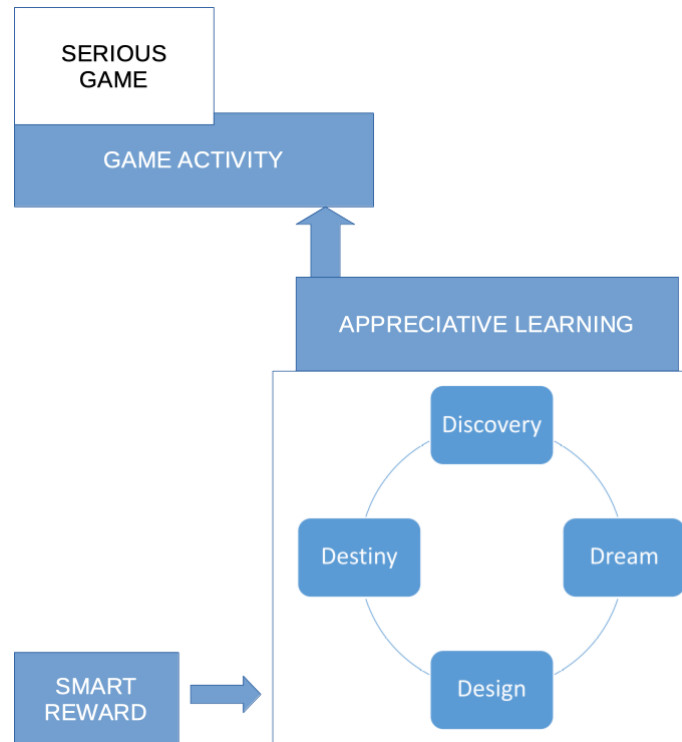 SERIOUS
GAME
GAME ACTIVITY
APPRECIATIVE LEARNING
Discovery
Destiny
Dream
Design
SMART
REWARD